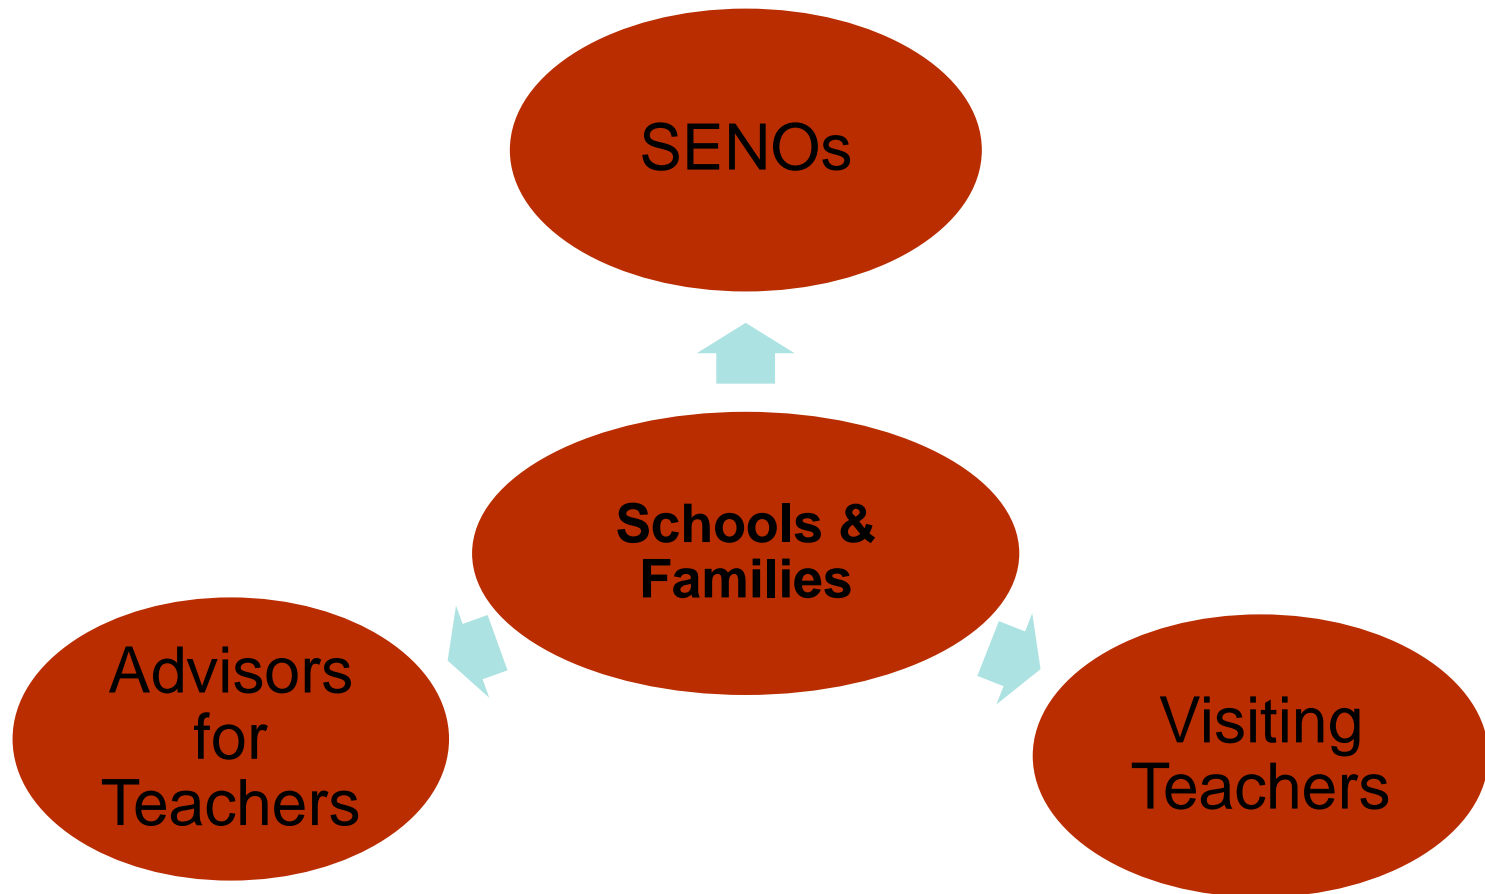 SENOs
Schools &
Families
Advisors
for
Teachers
Visiting
Teachers